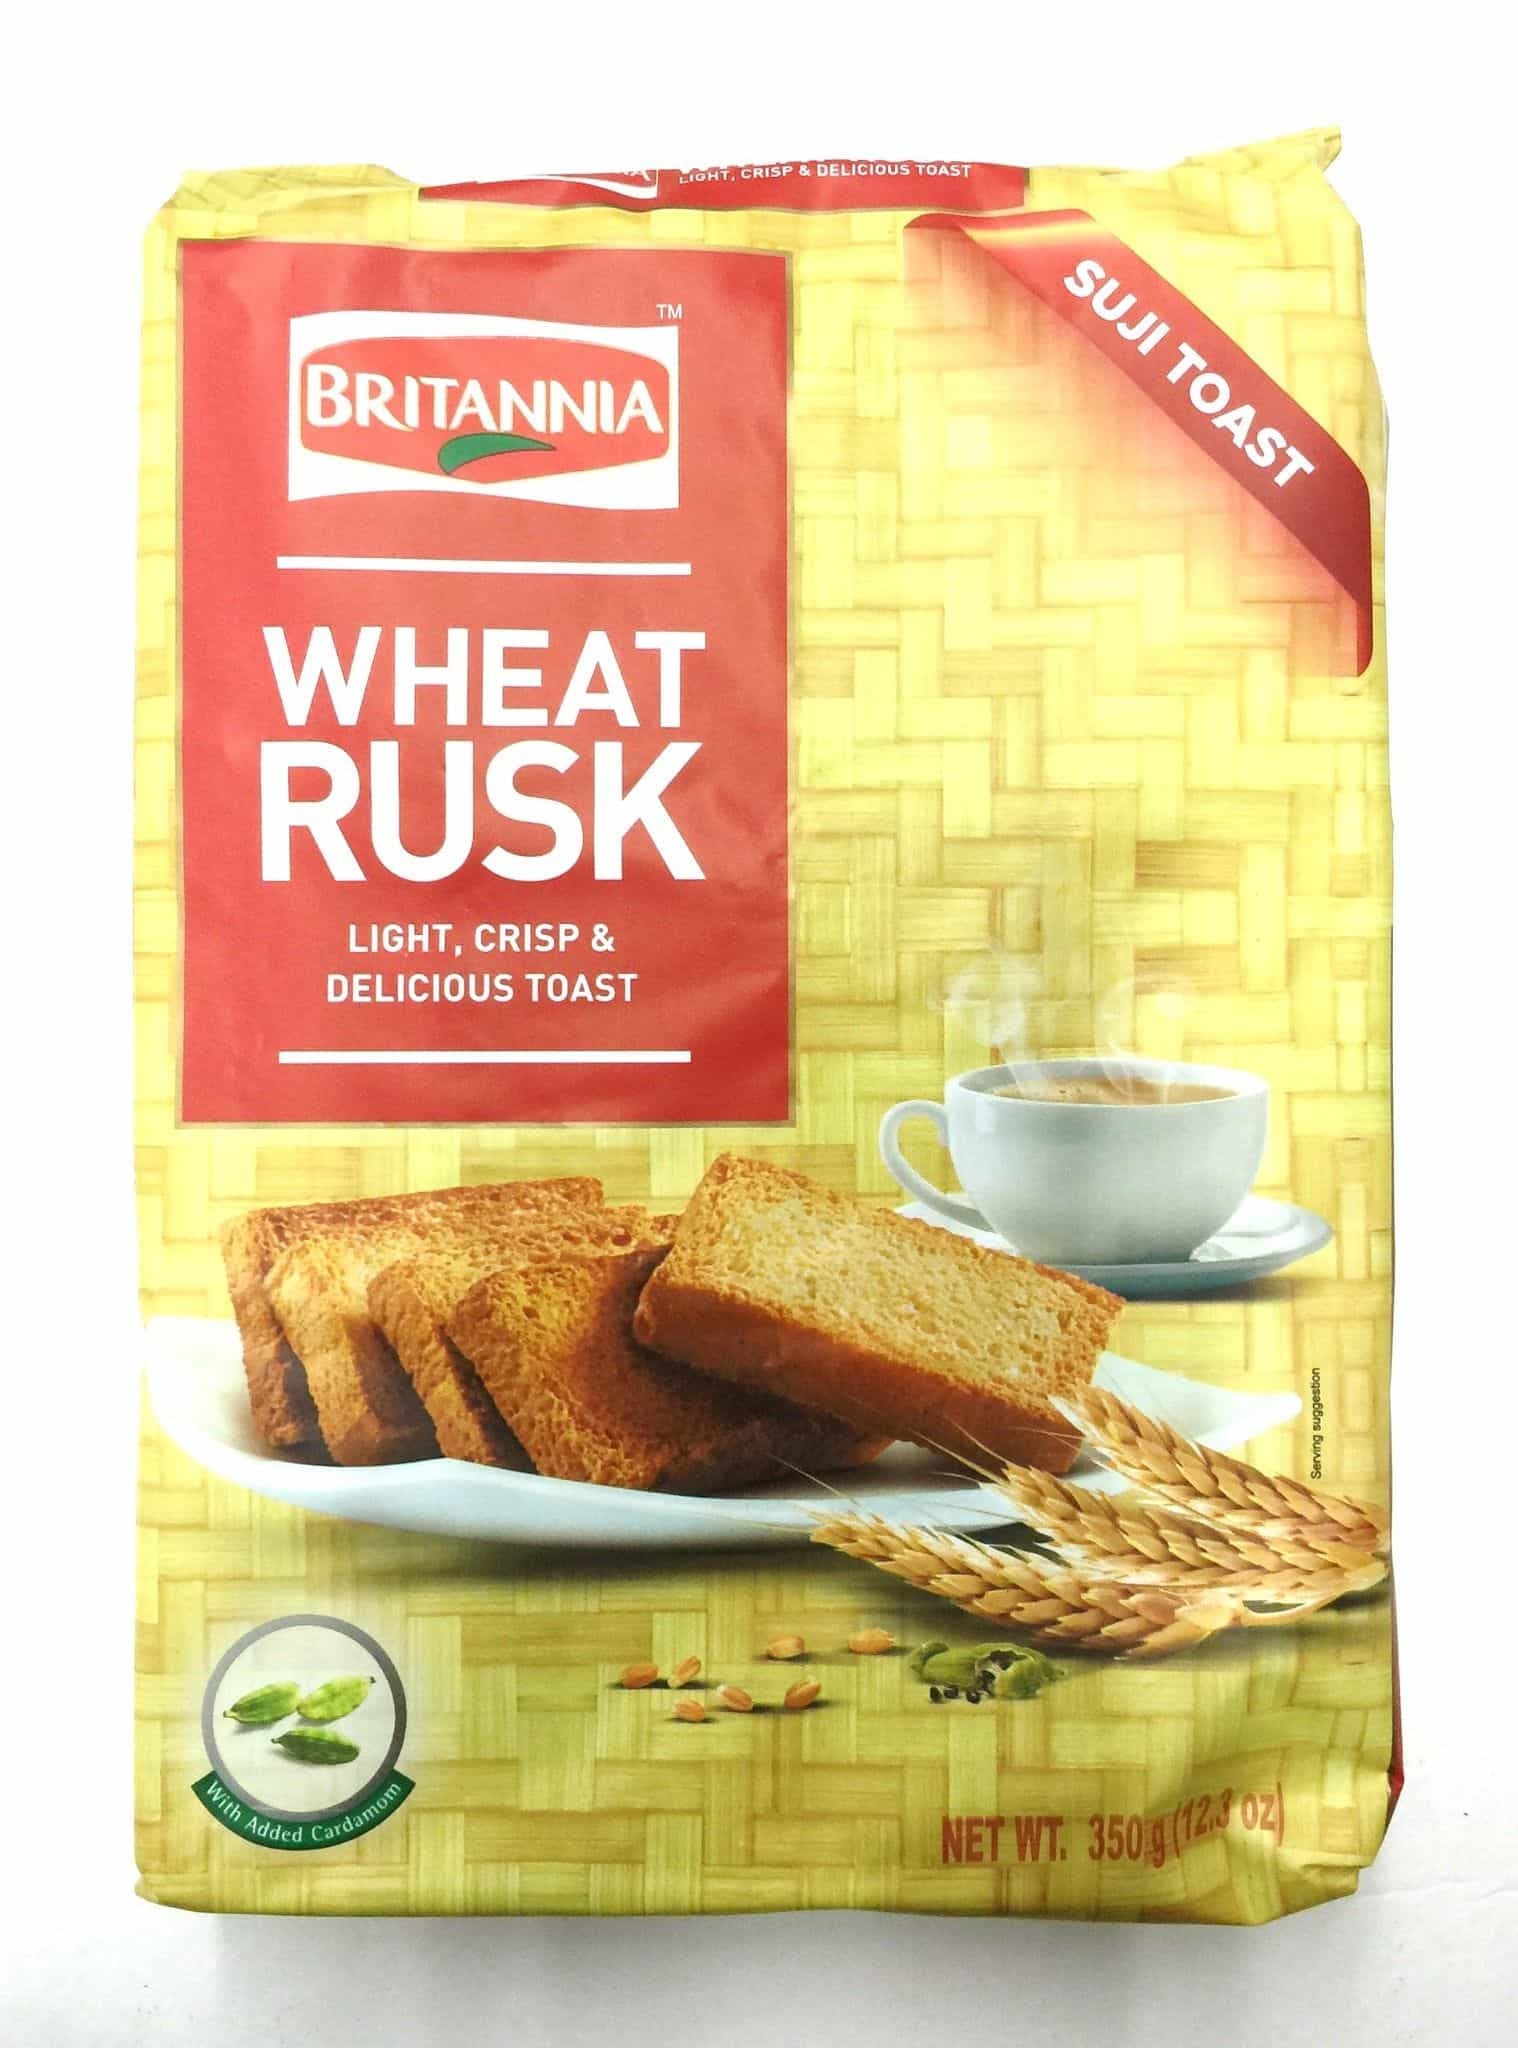 LIGHT, CRISP & DELICIOUS TOAST
SUJI TOAST
BRITANNIA
TM
WHEAT
RUSK
LIGHT, CRISP &
DELICIOUS TOAST
Serving suggestion
With Added Cardamom
NET WT. 350 g (12.3 oz)